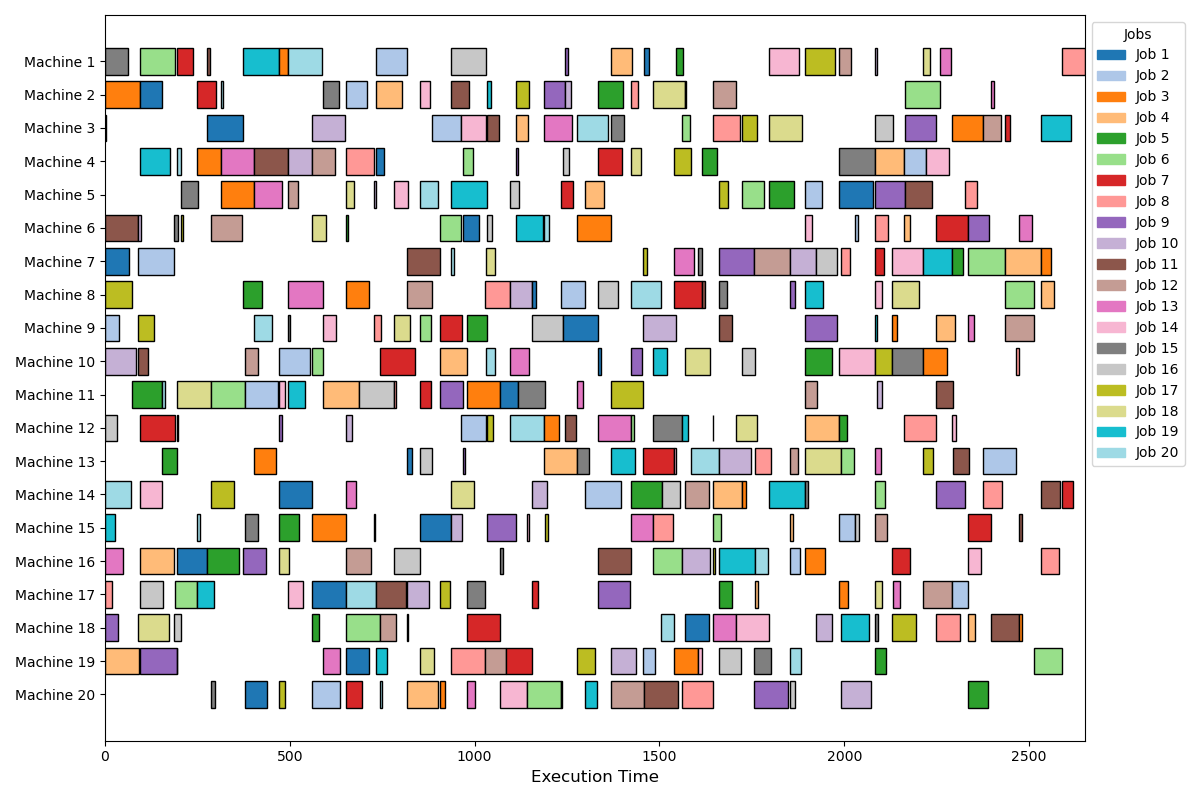 Machine 1
Machine 2
Machine 3
Machine 4
Machine 5
Machine 6
Machine 7
Machine 8
Machine 9
Machine 10
Machine 11
Machine 12
Machine 13
Machine 14
Machine 15
Machine 16
Machine 17
Machine 18
Machine 19
Machine 20
0 500 1000 1500 2000 2500
Execution Time
Jobs
Job 1
Job 2
Job 3
Job 4
Job 5
Job 6
Job 7
Job 8
Job 9
Job 10
Job 11
Job 12
Job 13
Job 14
Job 15
Job 16
Job 17
Job 18
Job 19
Job 20